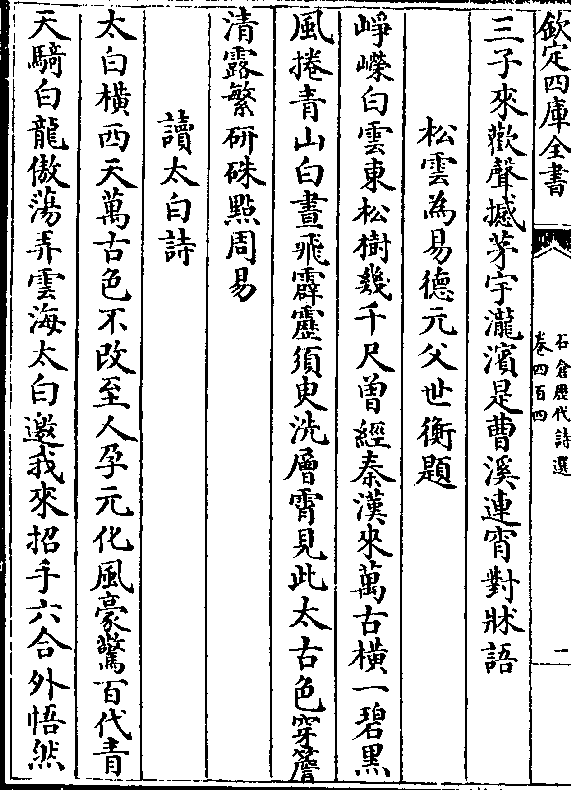 欽定四庫全書
石倉歷代詩選
卷四百四
一
三子來歡聲撼茅宇瀧濱是曹溪連宵對牀語
松雲為易德元父世衡題
崢嶸白雲東松樹幾千尺曾經秦漢來萬古橫一碧黑
風捲青山白晝飛霹靂須臾洗層霄見此太古色穿簷
清露繁研硃點周易
讀太白詩
太白橫西天萬古色不改至人孕元化風豪驚百代青
天騎白龍傲蕩弄雲海太白邀我來招手六合外悟然